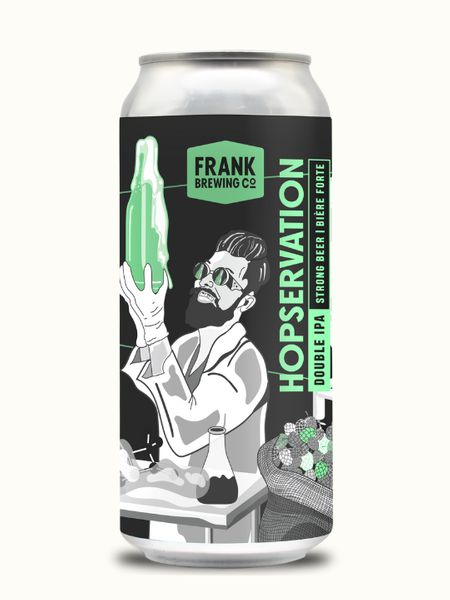 FRANK
BREWING Cº
HOPSERVATION
DOUBLE IPA STRONG BEER | BIÈRE FORTE